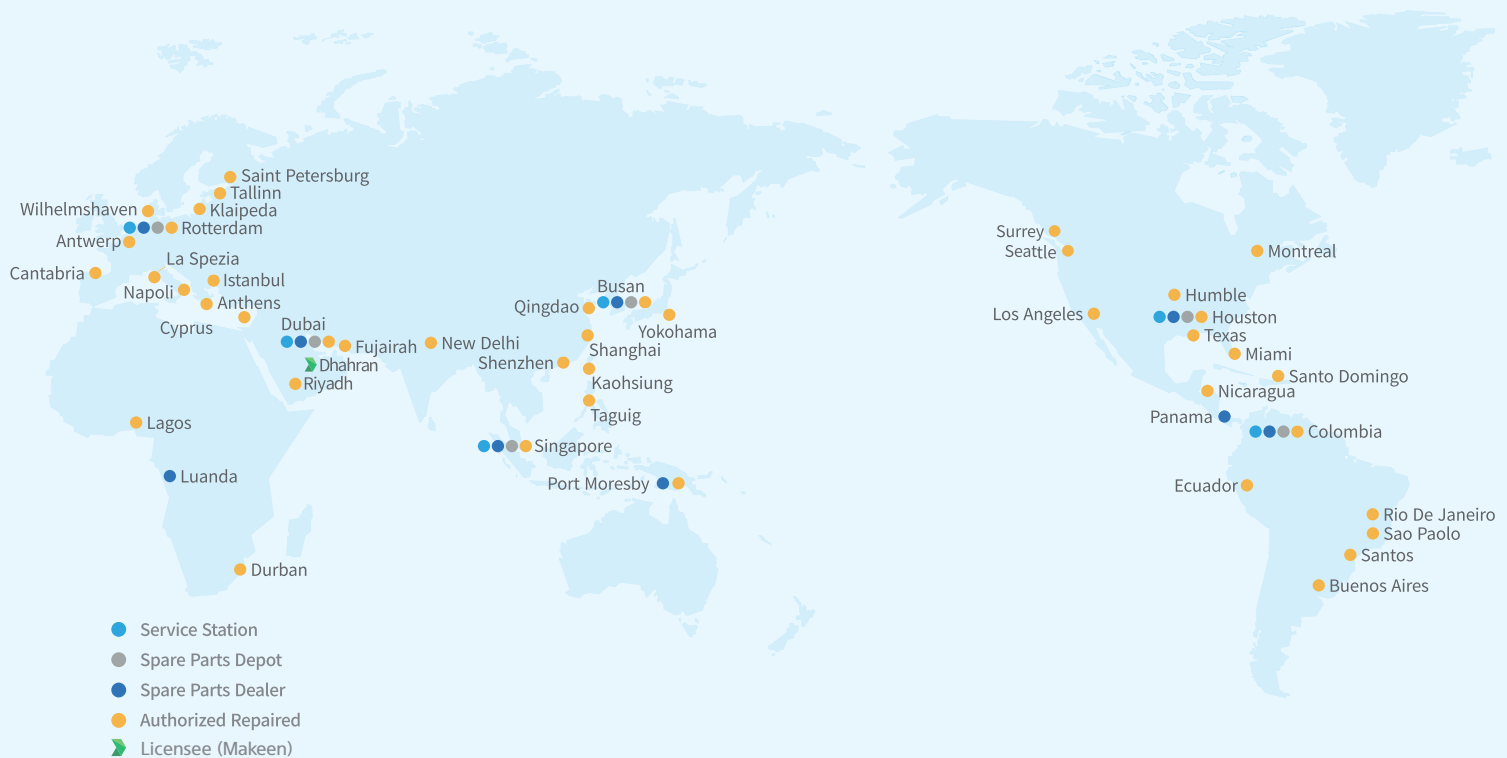 Saint Petersburg
Tallinn
Wilhelmshaven
Klaipeda
Rotterdam
Antwerp
La Spezia
Cantabria
Istanbul
Napoli
Anthens
Cyprus
Dubai
Fujairah
Dhahran
Riyadh
New Delhi
Busan
Qingdao
Yokohama
Shanghai
Shenzhen
Kaohsiung
Taguig
Lagos
Singapore
Luanda
Port Moresby
Durban
Surrey
Seattle
Montreal
Humble
Los Angeles
Houston
Texas
Miami
Santo Domingo
Nicaragua
Panama
Colombia
Ecuador
Rio De Janeiro
Sao Paolo
Santos
Buenos Aires
Service Station
Spare Parts Depot
Spare Parts Dealer
Authorized Repaired
Licensee (Makeen)